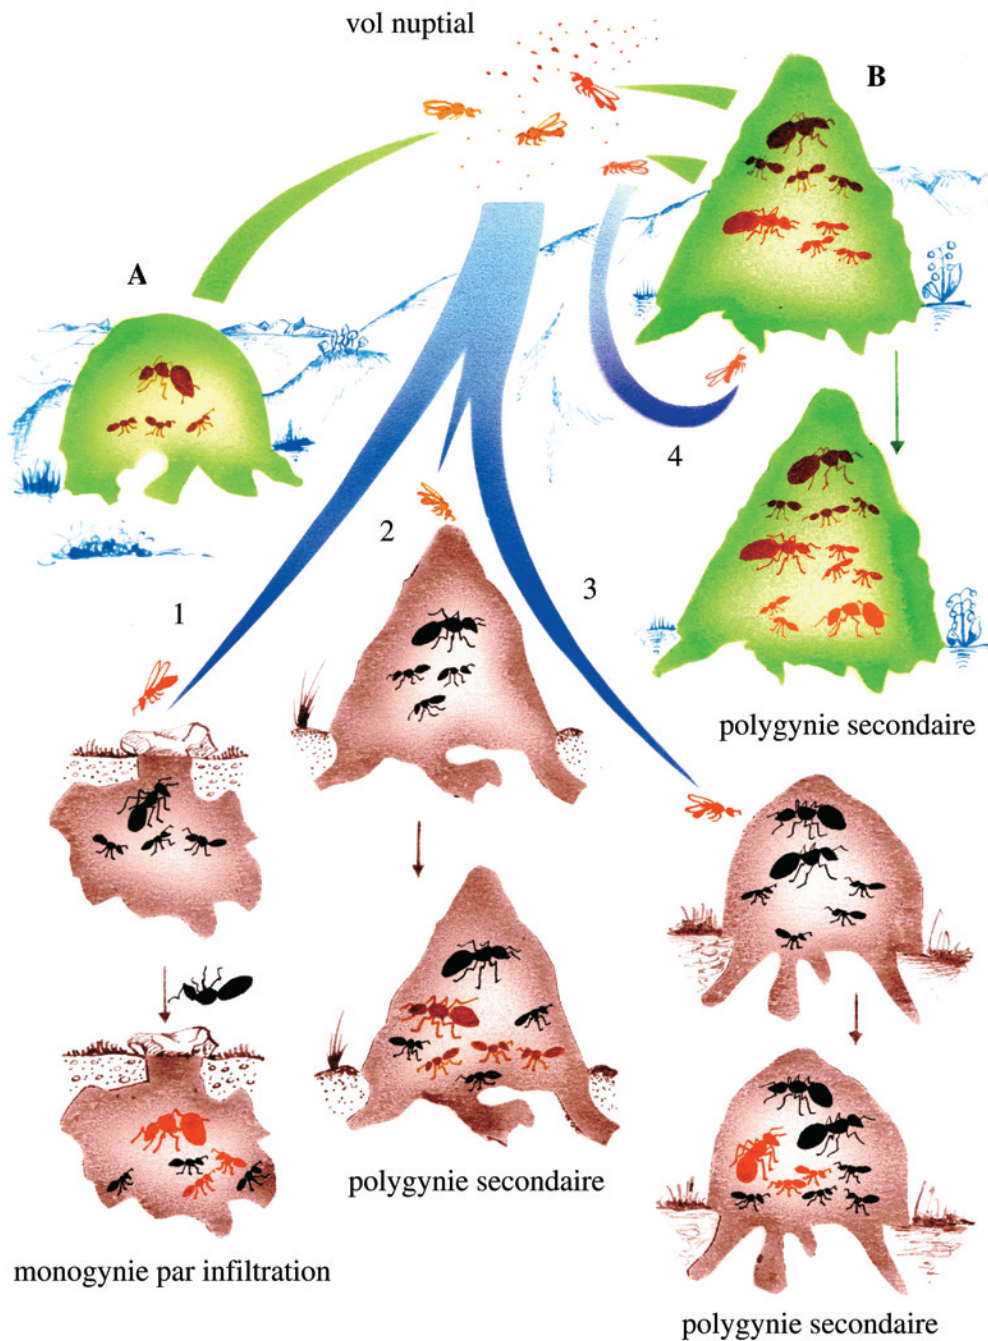 vol nuptial
B
A
4
2
3
1
polygynie secondaire
polygynie secondaire
monogynie par infiltration
polygynie secondaire